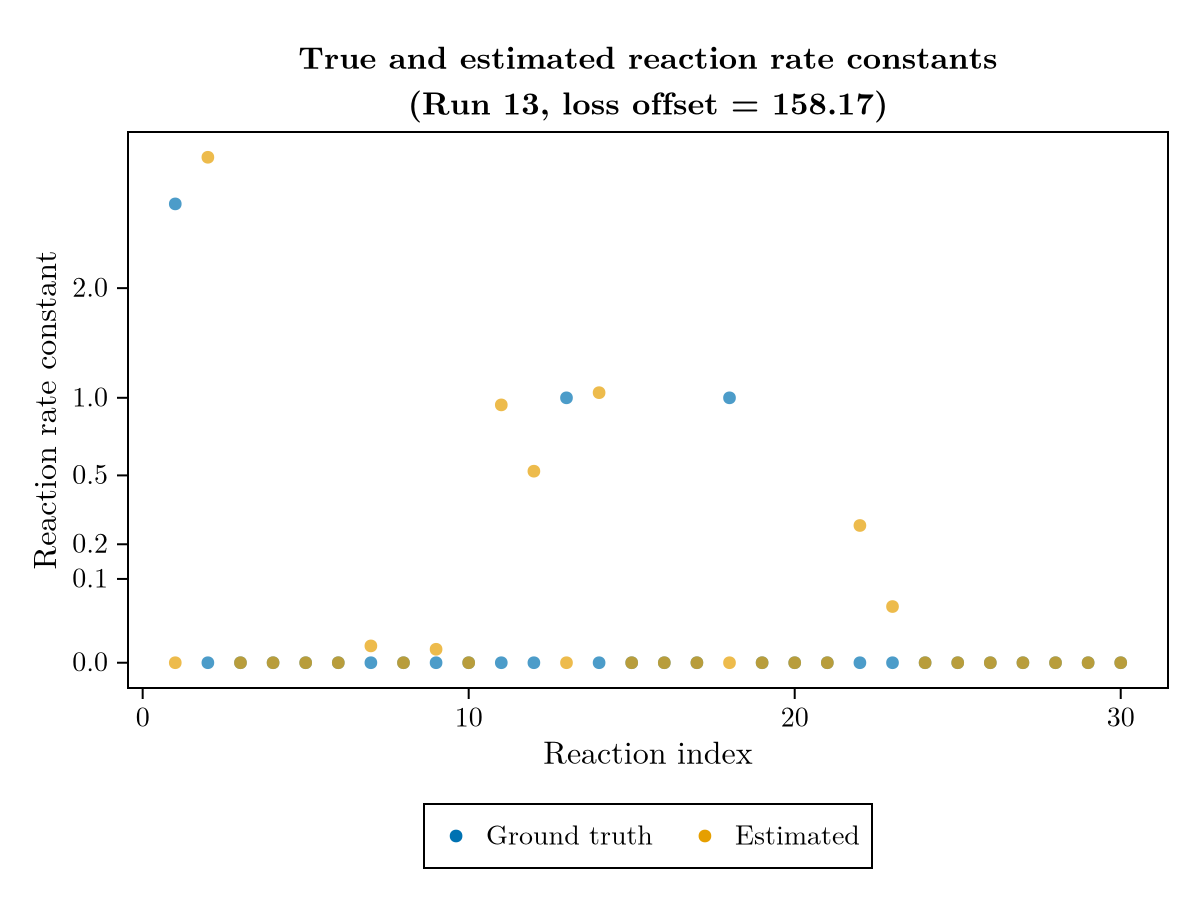 True and estimated reaction rate constants
(Run 13, loss offset = 158.17)
Reaction rate constant
2.0
1.0
0.5
0.2
0.1
0.0
0 10 20 30
Reaction index
Ground truth Estimated